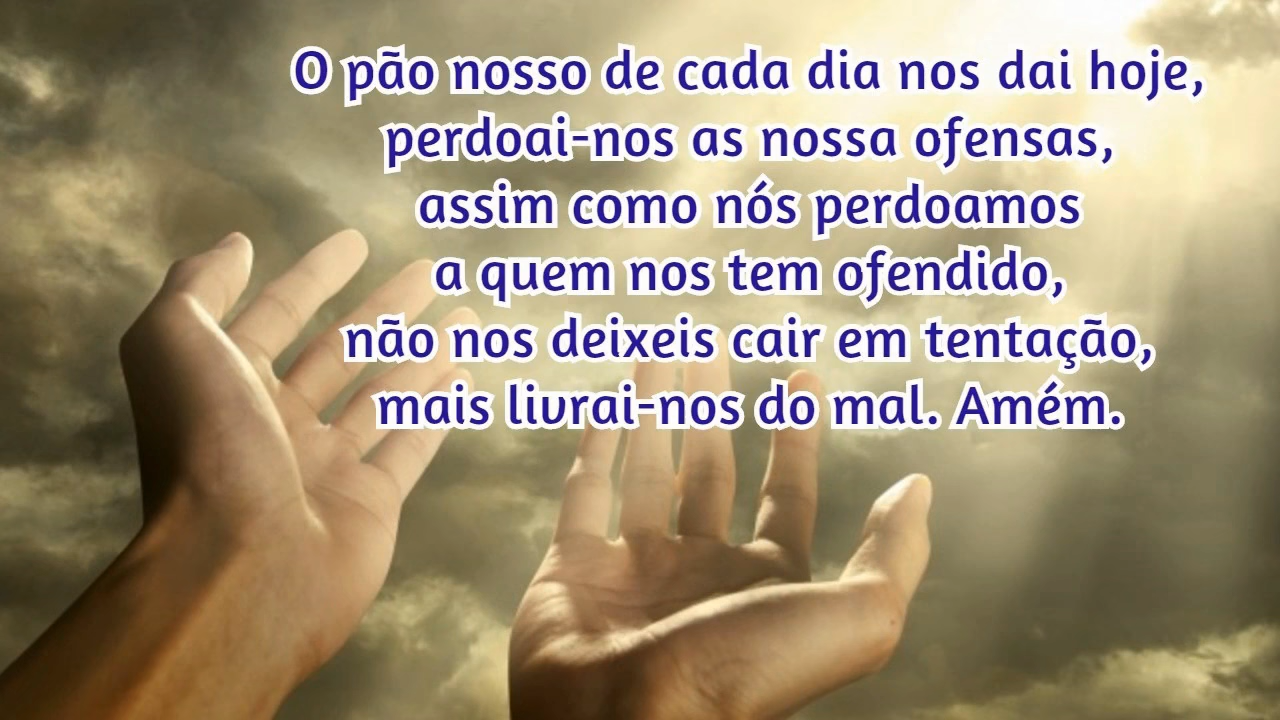 O pão nosso de cada dia nos dai hoje,
perdoai-nos as nossa ofensas,
assim como nós perdoamos
a quem nos tem ofendido,
não nos deixeis cair em tentação,
mais livrai-nos do mal. Amém.